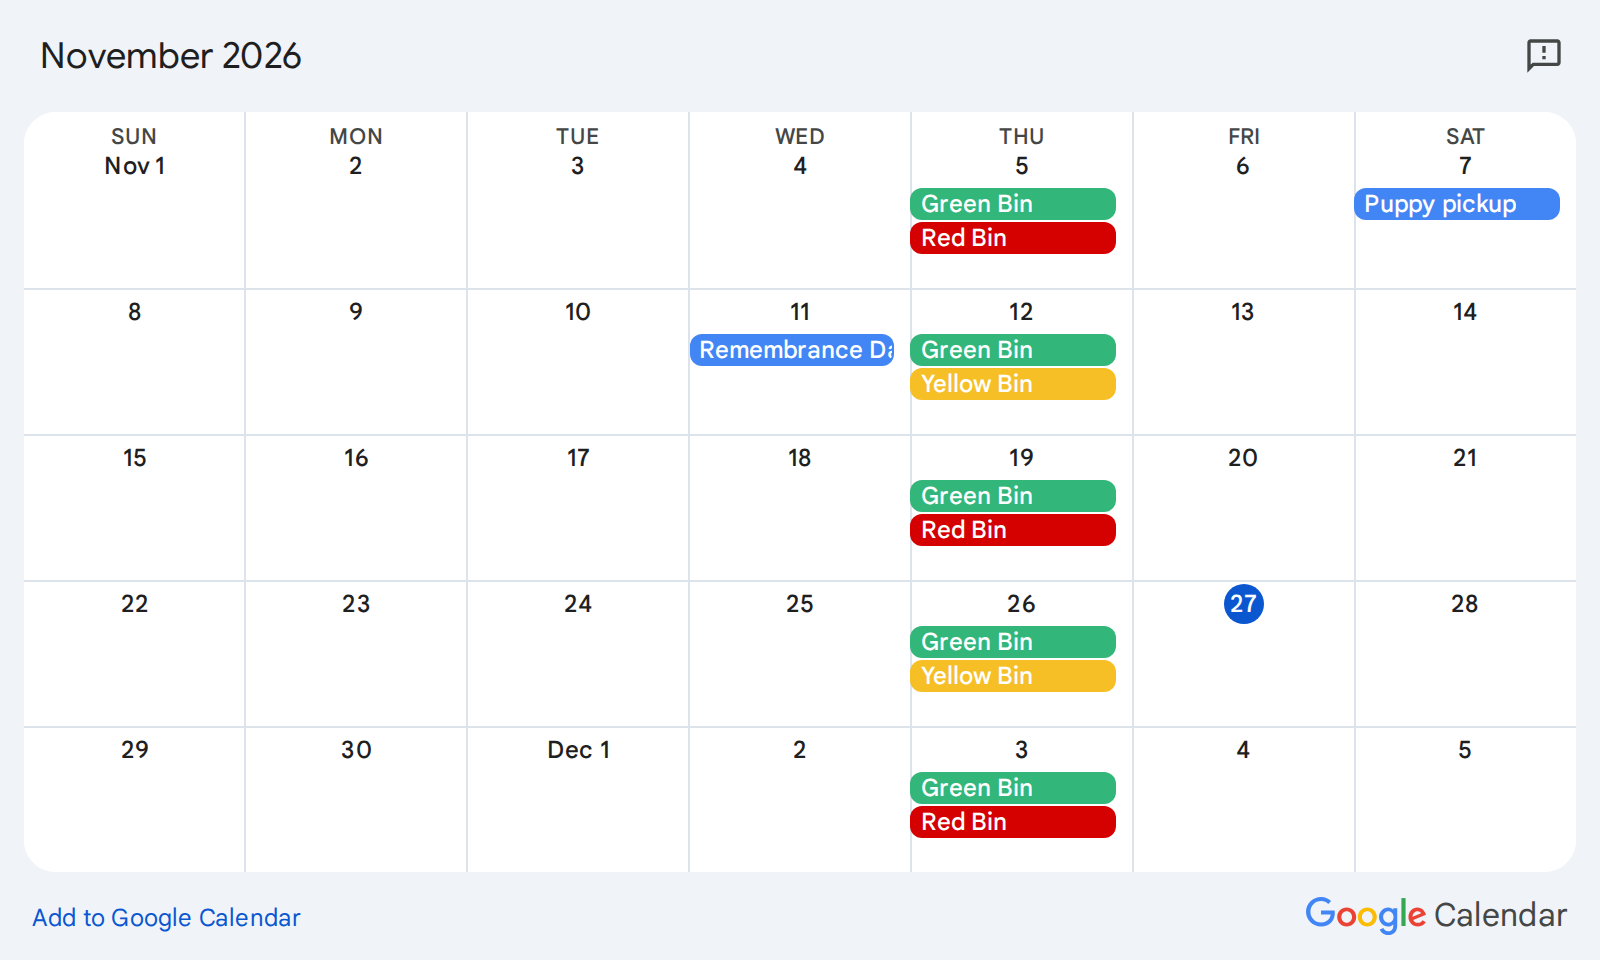 November 2026
SUN MON TUE WED THU FRI SAT
Nov 1 2 3 4 5 6 7
Green Bin Puppy pickup
Red Bin
8 9 10 11 12 13 14
Remembrance Da Green Bin
Yellow Bin
15 16 17 18 19 20 21
Green Bin
Red Bin
22 23 24 25 26 27 28
Green Bin
Yellow Bin
29 30 Dec 1 2 3 4 5
Green Bin
Red Bin
Add to Google Calendar Google Calendar